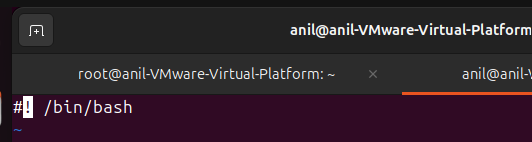 anil@anil-VMware-Virtual-Platform
root@anil-VMware-Virtual-Platform: ~ × anil@anil-V
#! /bin/bash
~